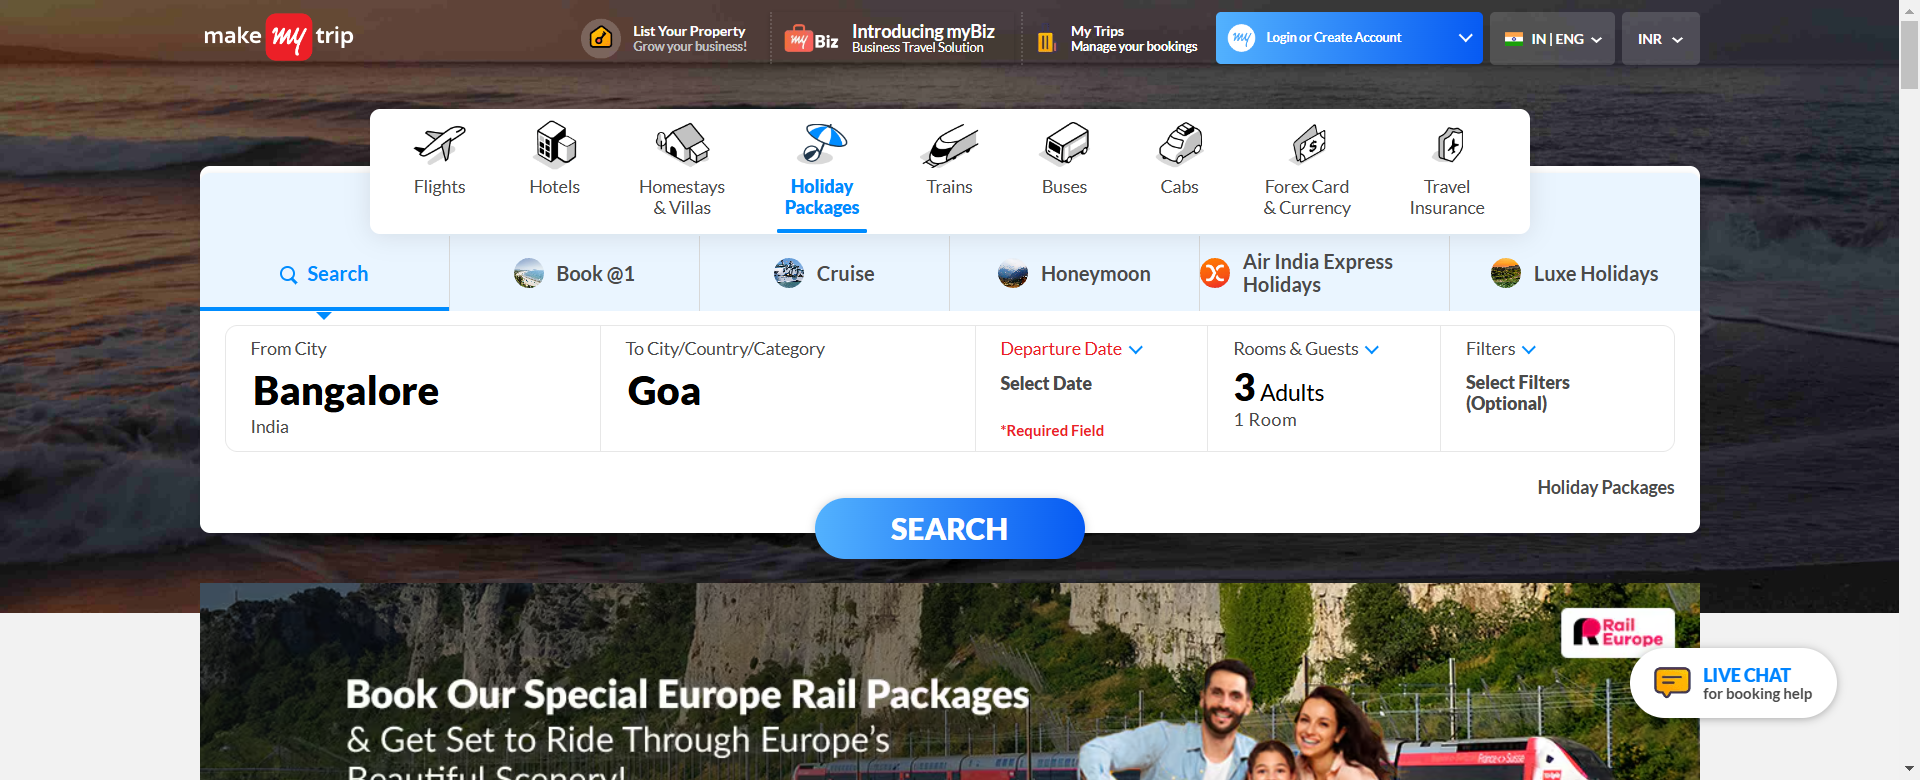 make my trip
List Your Property
Grow your business!
my Biz
Introducing myBiz
Business Travel Solution
My Trips
Manage your bookings
my
Login or Create Account
IN | ENG
INR
Flights
Hotels
Homestays
& Villas
Holiday
Packages
Trains
Buses
Cabs
Forex Card
& Currency
Travel
Insurance
Search
Book @1
Cruise
Honeymoon
Air India Express
Holidays
Luxe Holidays
From City
Bangalore
India
To City/Country/Category
Goa
Departure Date
Select Date
*Required Field
Rooms & Guests
3 Adults
1 Room
Filters
Select Filters
(Optional)
Holiday Packages
SEARCH
Rail
Europe
Book Our Special Europe Rail Packages
& Get Set to Ride Through Europe's
Beautiful Scenery!
LIVE CHAT
for booking help